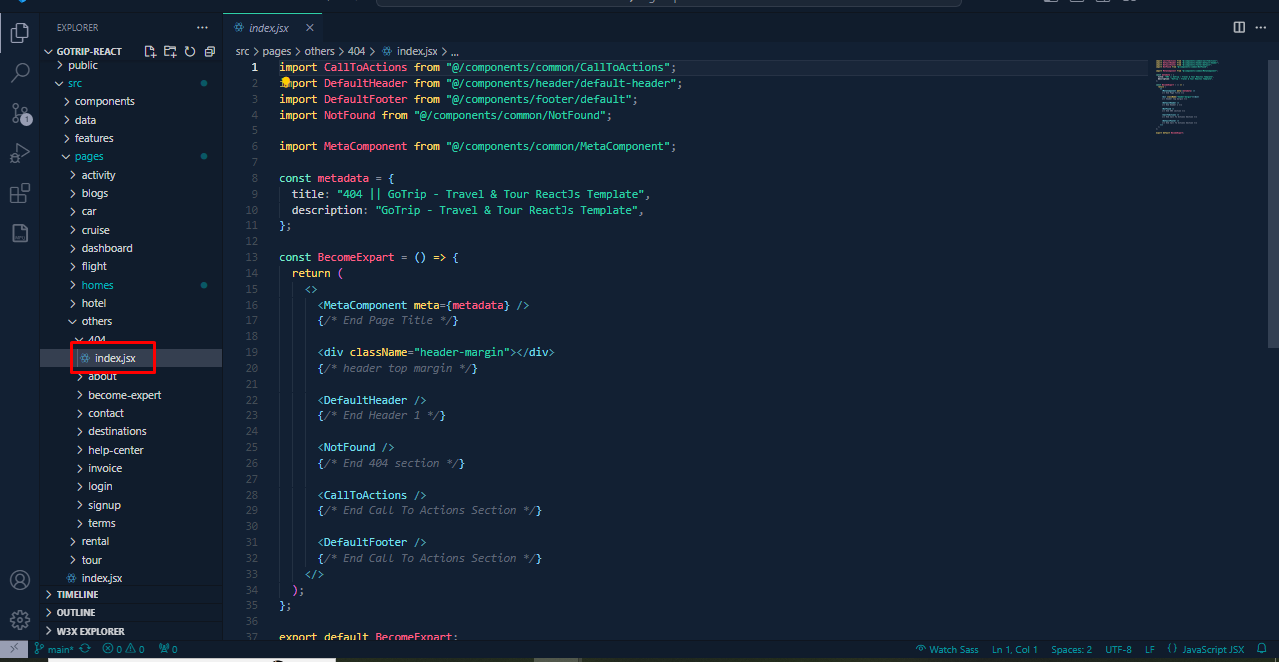 EXPLORER
GOTRIP-REACT
public
src
components
data
features
pages
activity
blogs
car
cruise
dashboard
flight
homes
hotel
others
404
index.jsx
about
become-expert
contact
destinations
help-center
invoice
login
signup
terms
rental
tour
index.jsx
TIMELINE
OUTLINE
W3X EXPLORER
1
index.jsx
src > pages > others > 404 > index.jsx > ...
1 import CallToActions from "@/components/common/CallToActions";
2 import DefaultHeader from "@/components/header/default-header";
3 import DefaultFooter from "@/components/footer/default";
4 import NotFound from "@/components/common/NotFound";
5
6 import MetaComponent from "@/components/common/MetaComponent";
7
8 const metadata = {
9 title: "404 || GoTrip - Travel & Tour ReactJs Template",
10 description: "GoTrip - Travel & Tour ReactJs Template",
11 };
12
13 const BecomeExpart = () => {
14 return (
15 <>
16 <MetaComponent meta={metadata} />
17 {/* End Page Title */}
18
19 <div className="header-margin"></div>
20 {/* header top margin */}
21
22 <DefaultHeader />
23 {/* End Header 1 */}
24
25 <NotFound />
26 {/* End 404 section */}
27
28 <CallToActions />
29 {/* End Call To Actions Section */}
30
31 <DefaultFooter />
32 {/* End Call To Actions Section */}
33 </>
34 );
35 };
36
37 export default BecomeExpart;
main* 0 0 0 Watch Sass Ln 1, Col 1 Spaces: 2 UTF-8 LF {} JavaScript JSX